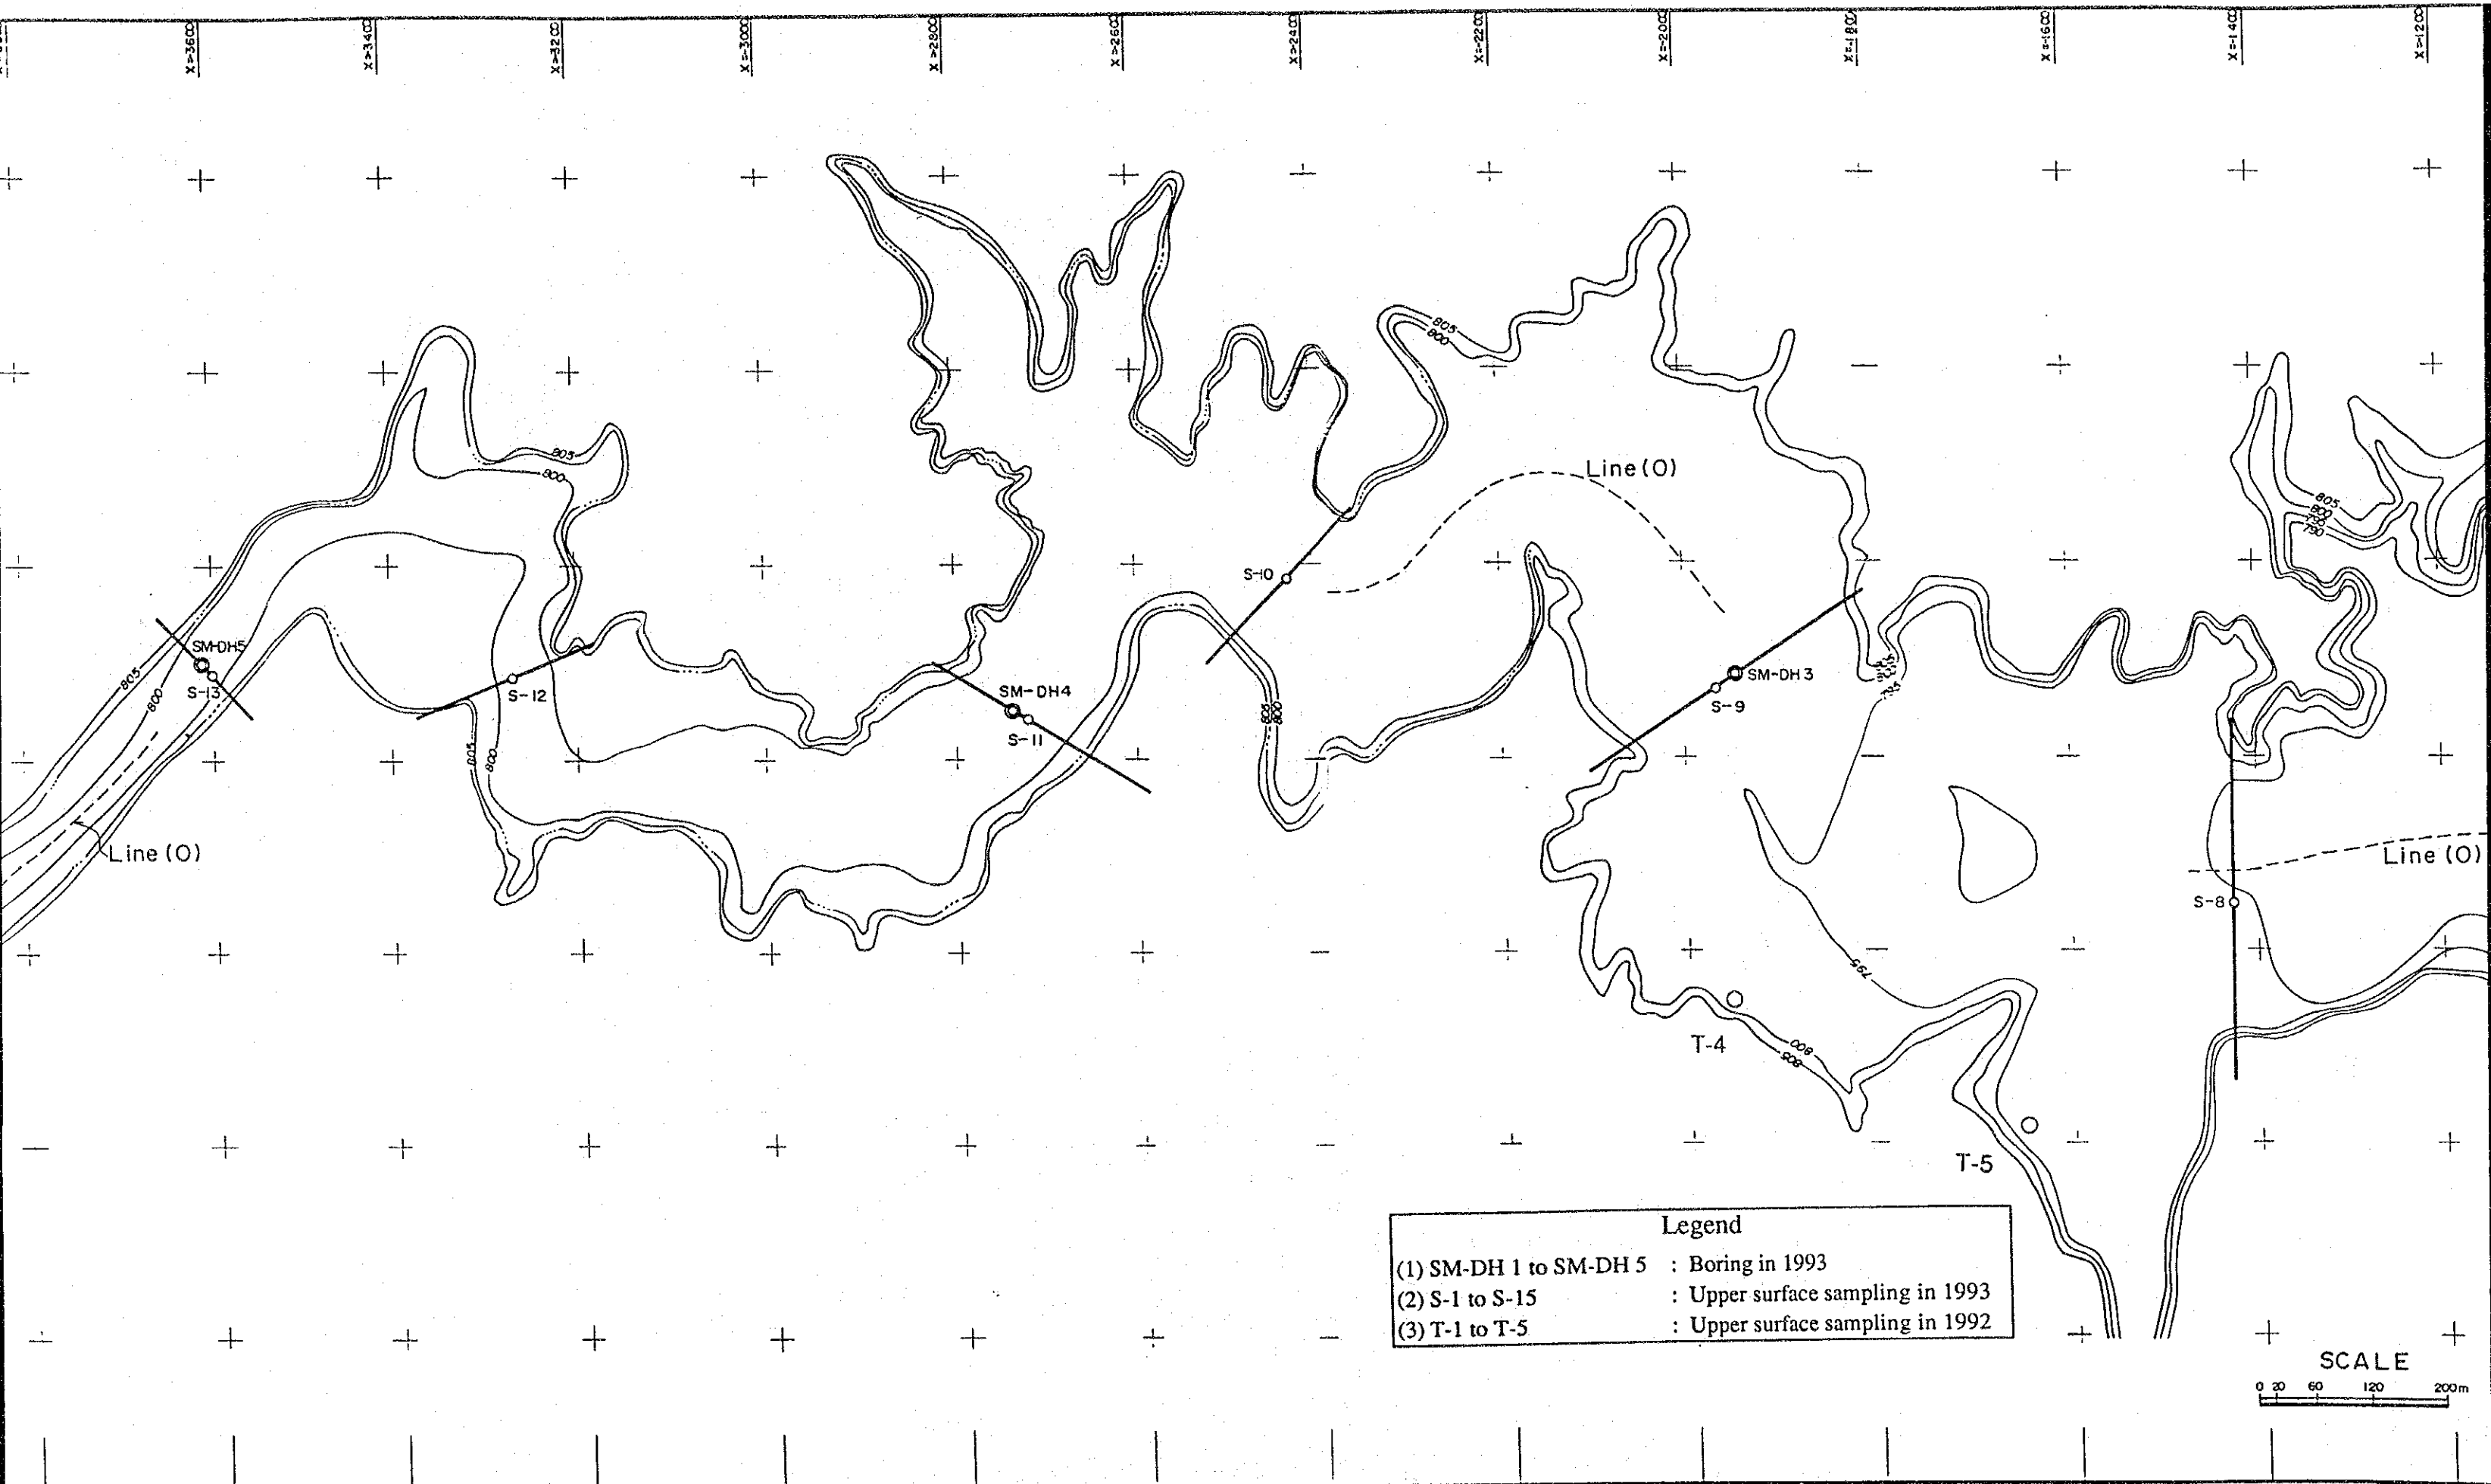 X=-3600
X=-3400
X=-3200
X=-3000
X=-2800
X=-2600
X=-2400
X=-2200
X=-2000
X=-1800
X=-1600
X=-1400
X=-1200
805
800
Line(O)
805
800
805
800
790
S-10
SM-DH5
S-13
805
800
S-12
SM-DH4
S-11
805
800
SM-DH3
S-9
795
805
800
Line(O)
Line(O)
S-8
795
T-4
800
805
T-5
Legend
(1) SM-DH 1 to SM-DH 5 : Boring in 1993
(2) S-1 to S-15 : Upper surface sampling in 1993
(3) T-1 to T-5 : Upper surface sampling in 1992
SCALE
0 20 60 120 200m